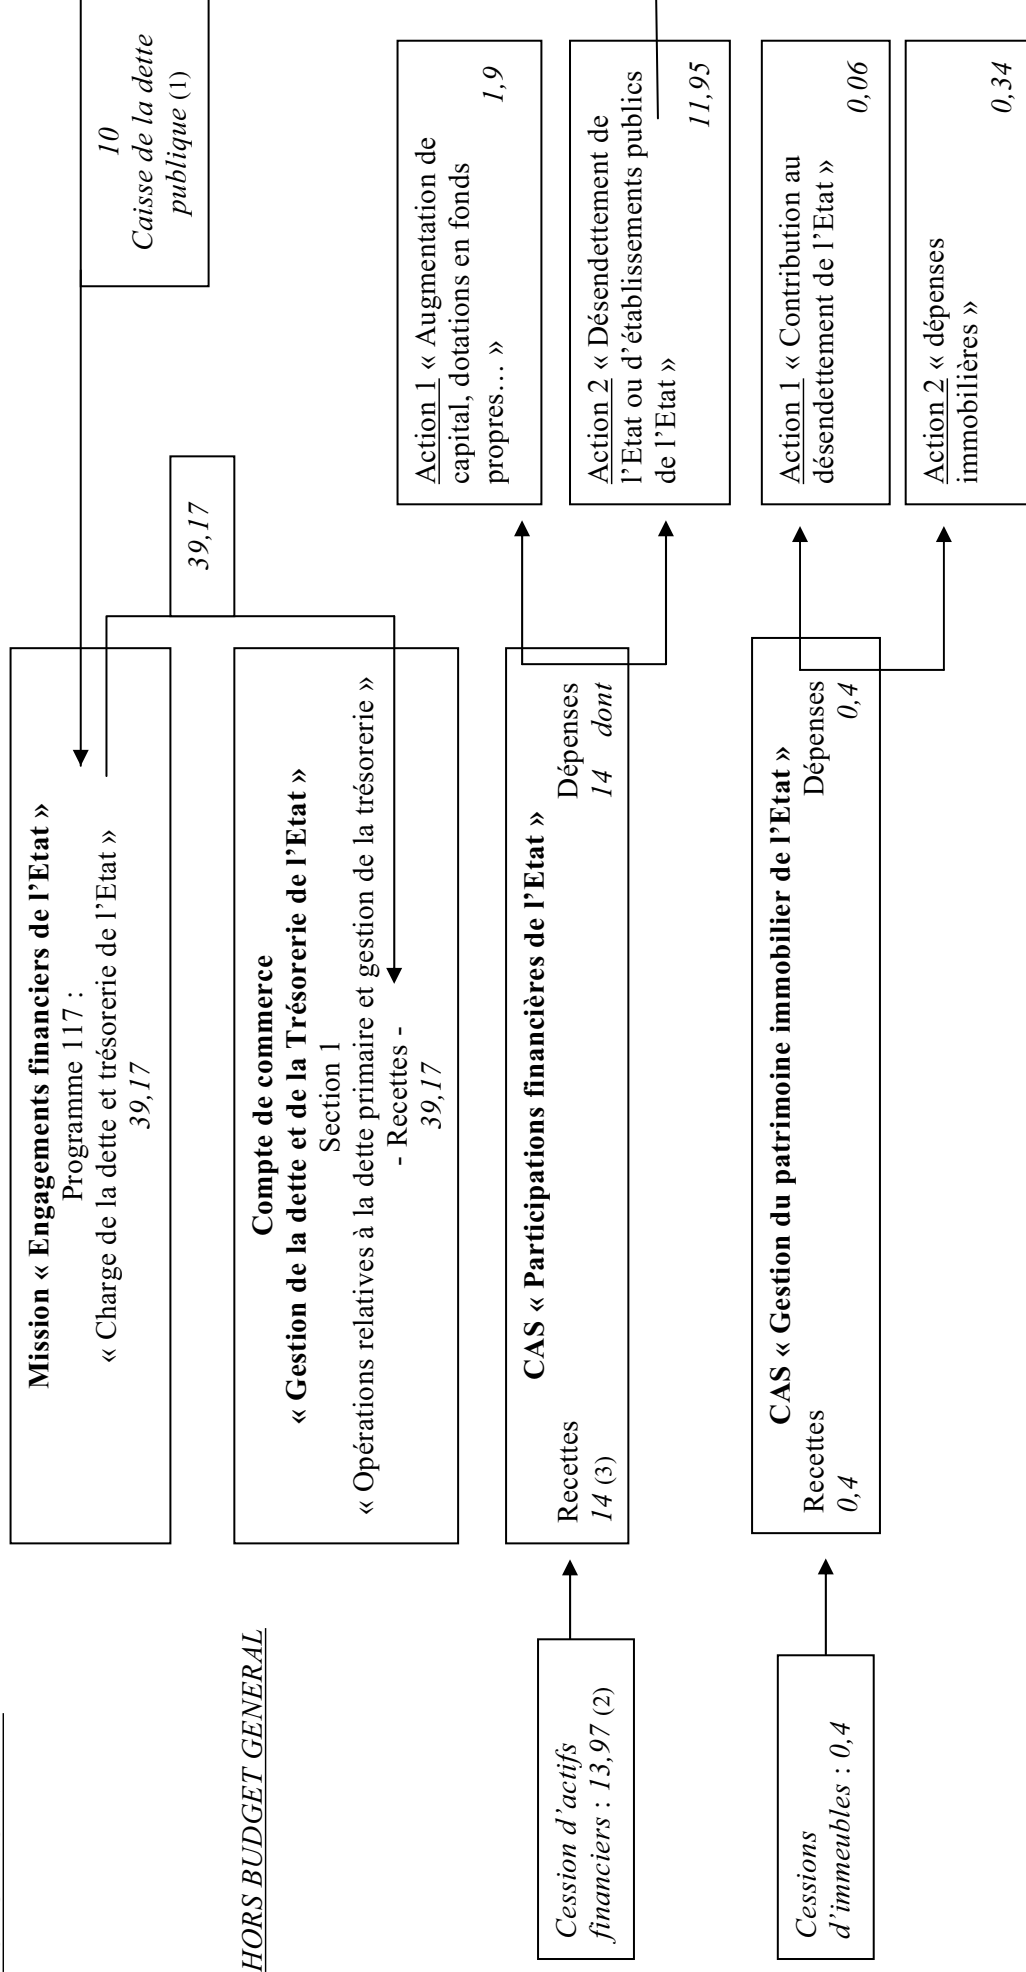 Mission « Engagements financiers de l’Etat »
Programme 117 :
« Charge de la dette et trésorerie de l’Etat »
39,17
10
Caisse de la dette
publique (1)
39,17
HORS BUDGET GENERAL
Compte de commerce
« Gestion de la dette et de la Trésorerie de l’Etat »
Section 1
« Opérations relatives à la dette primaire et gestion de la trésorerie »
- Recettes -
39,17
Cession d’actifs
financiers : 13,97 (2)
CAS « Participations financières de l’Etat »
Recettes Dépenses
14 (3) 14 dont
Action 1 « Augmentation de
capital, dotations en fonds
propres… » 1,9
Action 2 « Désendettement de
l’Etat ou d’établissements publics
de l’Etat » 11,95
Cessions
d’immeubles : 0,4
CAS « Gestion du patrimoine immobilier de l’Etat »
Recettes Dépenses
0,4 0,4
Action 1 « Contribution au
désendettement de l’Etat »
0,06
Action 2 « dépenses
immobilières »
0,34